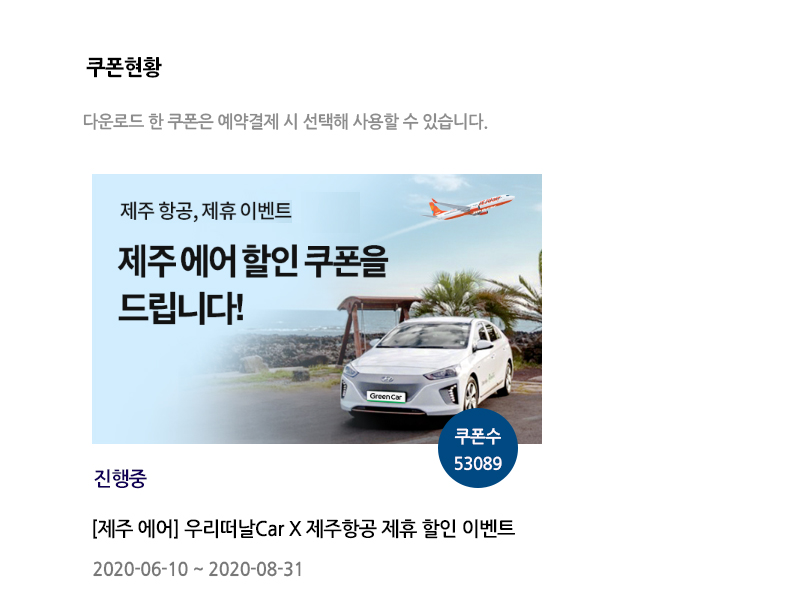 쿠폰현황
다운로드 한 쿠폰은 예약결제 시 선택해 사용할 수 있습니다.
제주 항공, 제휴 이벤트
제주 에어 할인 쿠폰을
드립니다!
Green Car
쿠폰수
53089
진행중
[제주 에어] 우리떠날Car X 제주항공 제휴 할인 이벤트
2020-06-10 ~ 2020-08-31